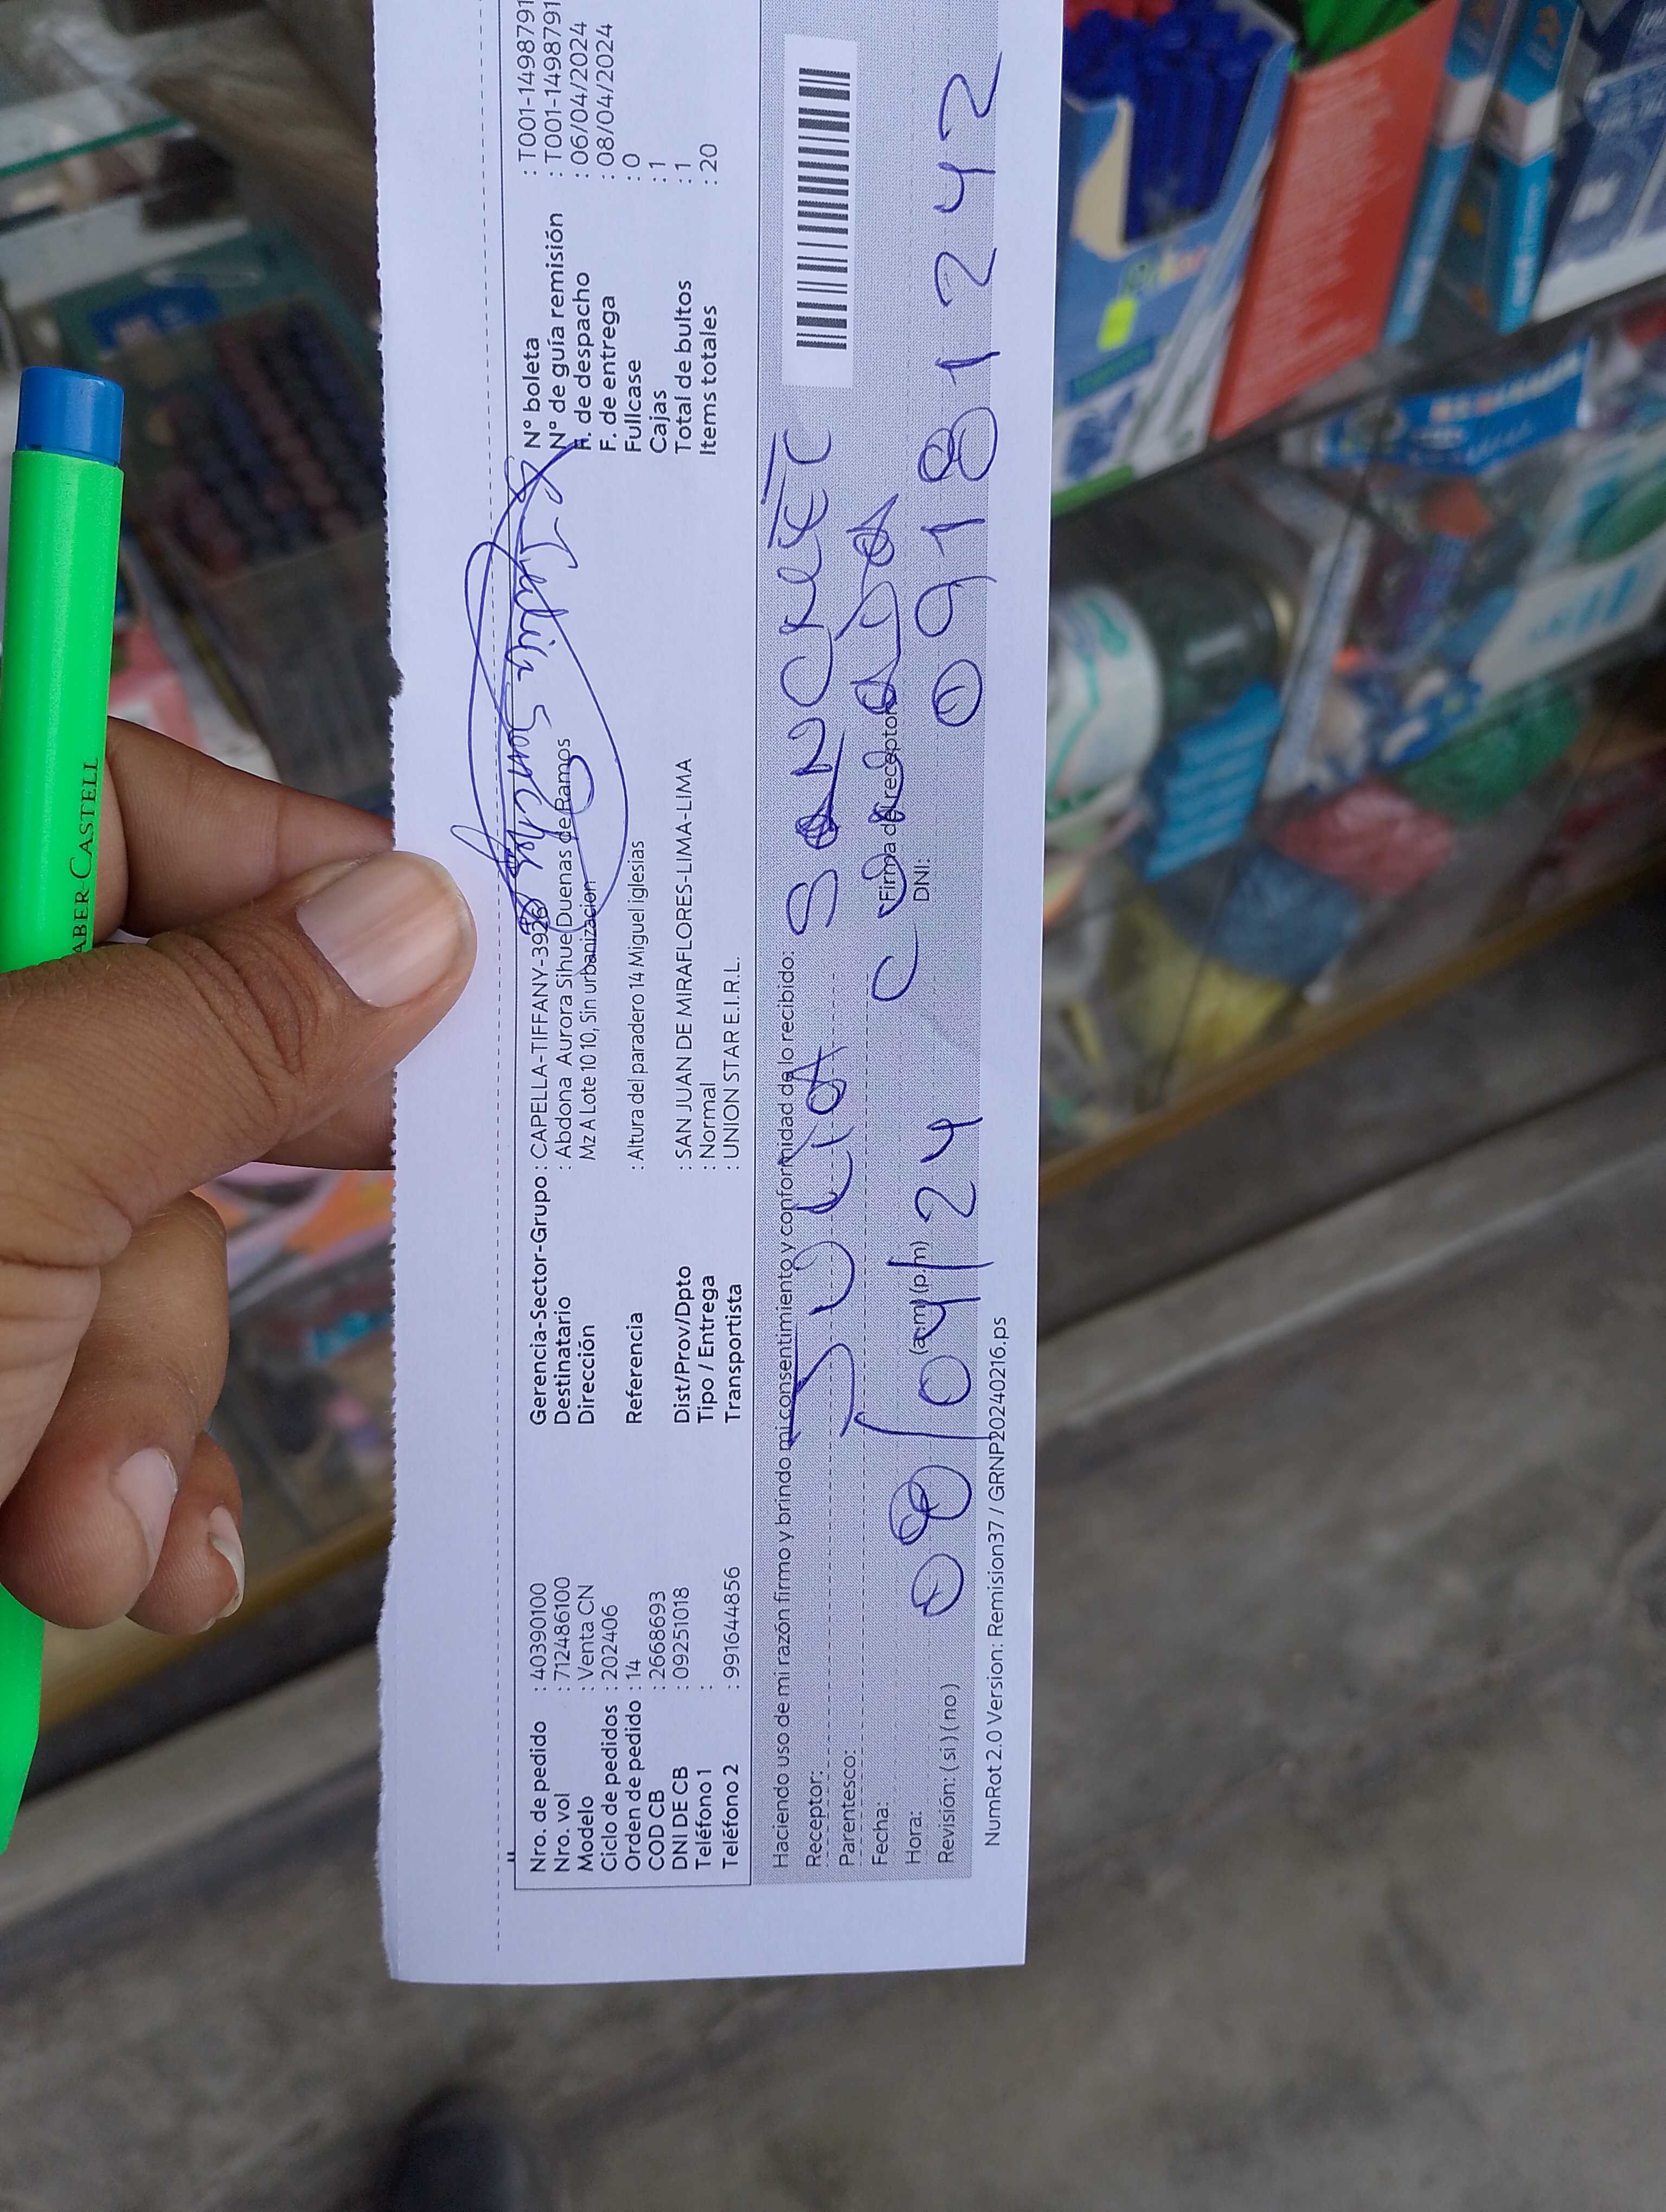 Nro. de pedido : 40390100
Nro. vol : 712486100
Modelo : Venta CN
Ciclo de pedidos : 202406
Orden de pedido : 14
COD CB : 2668693
DNI DE CB : 09251018
Teléfono 1 :
Teléfono 2 : 991644856
Gerencia-Sector-Grupo : CAPELLA-TIFFANY-3926
Destinatario : Abdona Aurora Sihue Duenas de Ramos
Dirección Mz A Lote 10 10, Sin urbanizacion
Referencia : Altura del paradero 14 Miguel iglesias
Dist/Prov/Dpto : SAN JUAN DE MIRAFLORES-LIMA-LIMA
Tipo / Entrega : Normal
Transportista : UNION STAR E.I.R.L.
N° boleta : T001-1498791
N° de guía remisión : T001-1498791
F. de despacho : 06/04/2024
F. de entrega : 08/04/2024
Fullcase : 0
Cajas : 1
Total de bultos : 1
Items totales : 20
Julia Sanchez
Haciendo uso de mi razón firmo y brindo mi consentimiento y conformidad de lo recibido:
Receptor: JULIA SANCHEZ
Parentesco:
Fecha: 08/04/24
Firma del receptor
Hora: (a.m) (p.m)
DNI: 09181242
Revisión: ( si ) ( no )
NumRot 2.0 Version: Remision37 / GRNP20240216.ps
ABER CASTELL